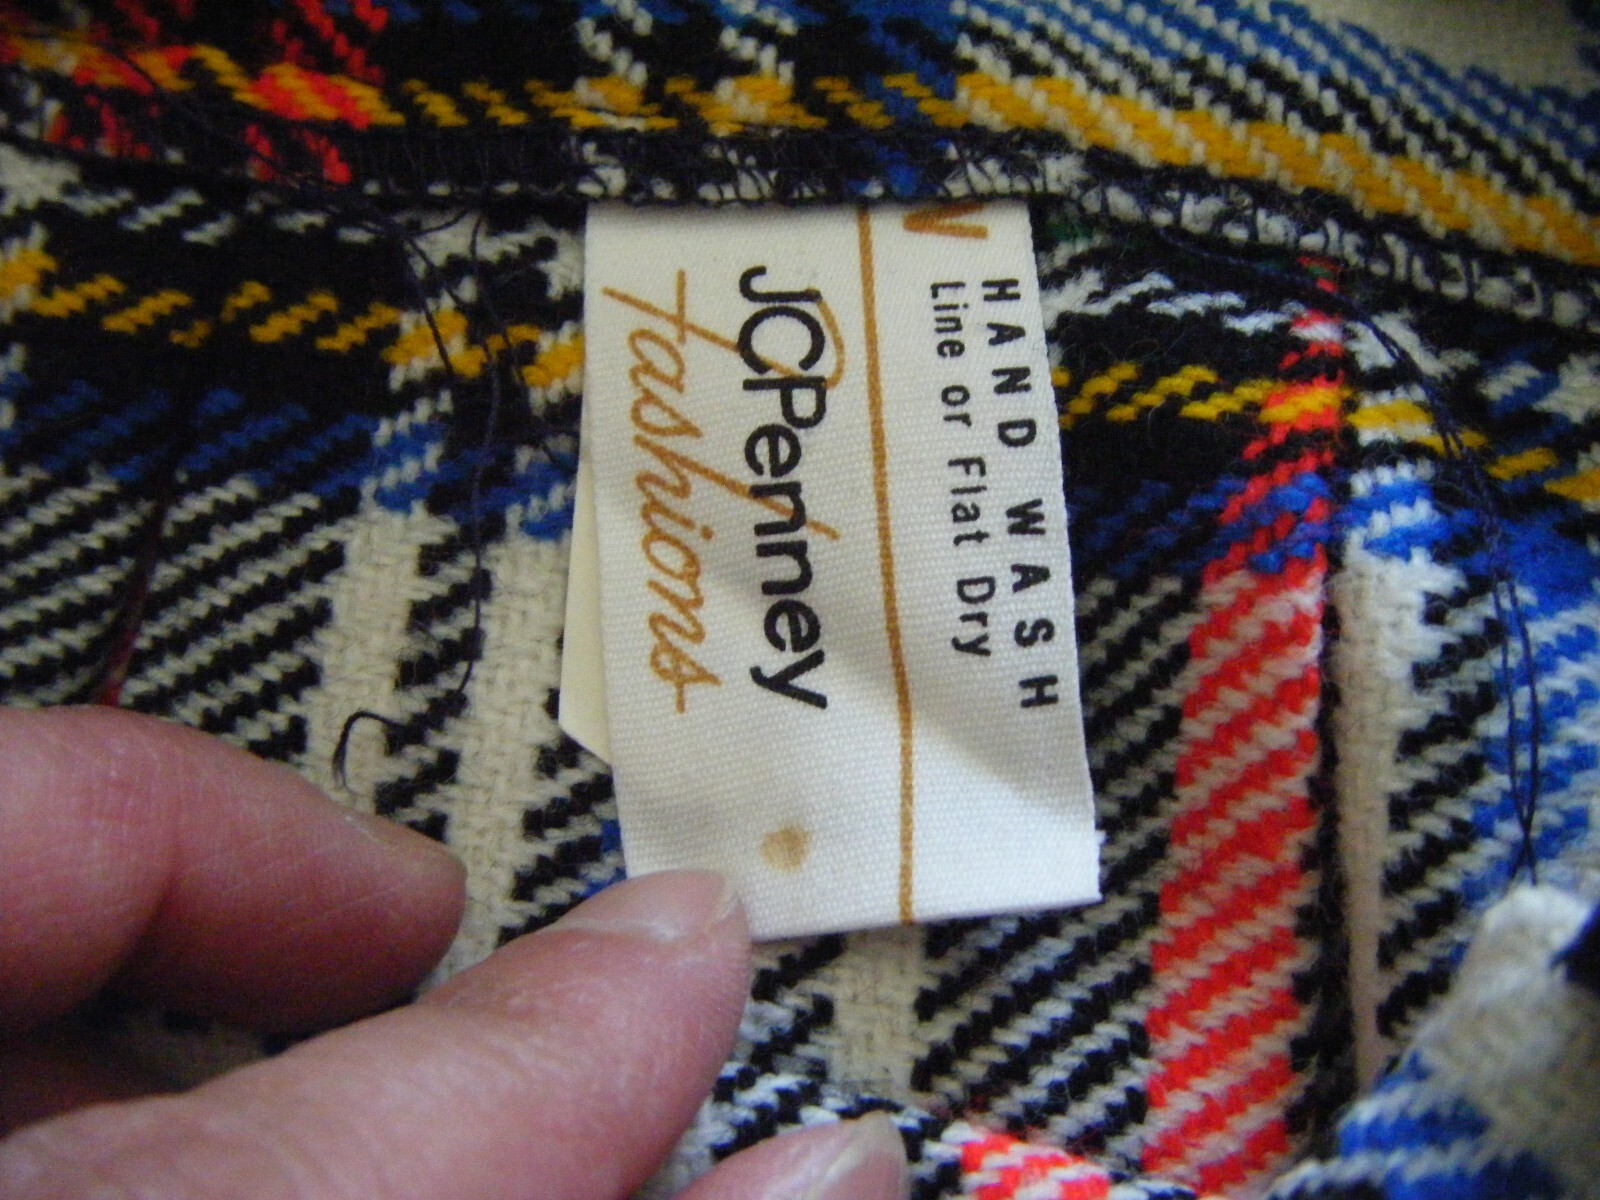 HAND WASH
Line or Flat Dry
JCPenney
Fashions